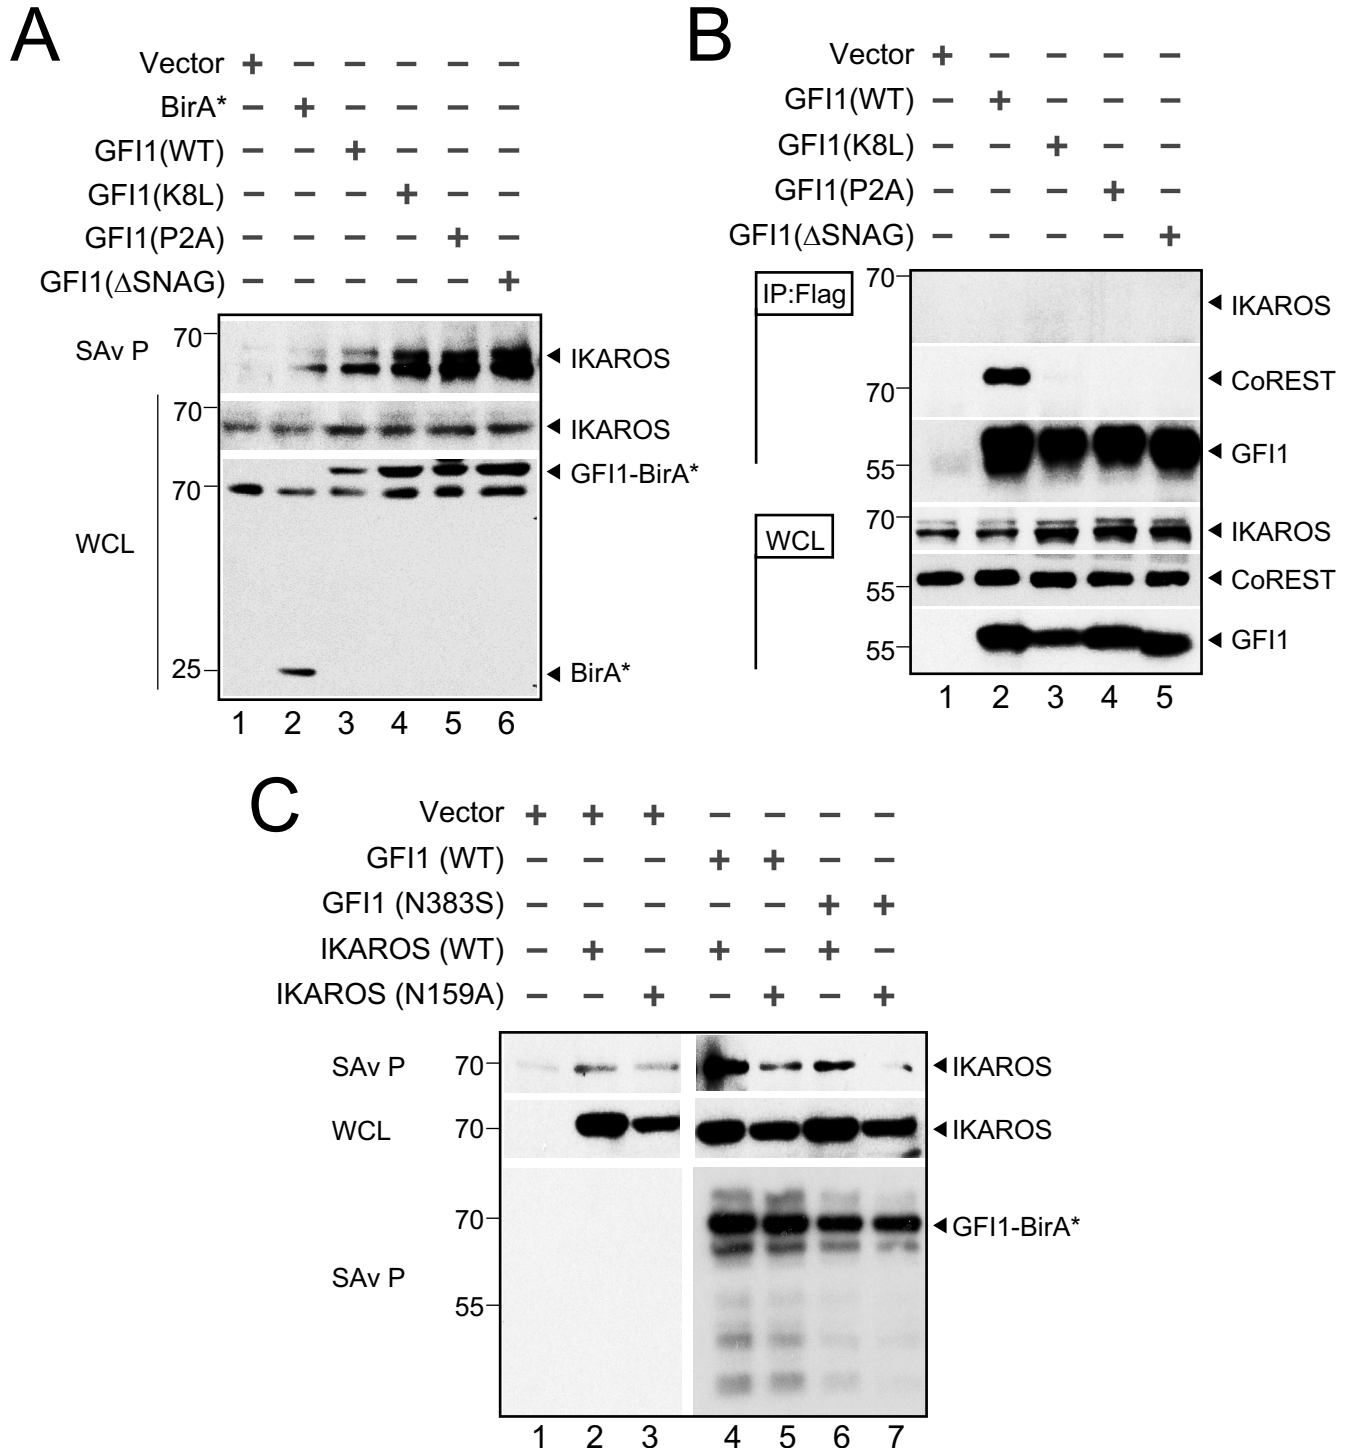 A
Vector + − − − − −
BirA* − + − − − −
GFI1(WT) − − + − − −
GFI1(K8L) − − − + − −
GFI1(P2A) − − − − + −
GFI1(ΔSNAG) − − − − − +
SAv P 70 IKAROS
70 IKAROS
GFI1-BirA*
70
WCL
25 BirA*
1 2 3 4 5 6
B
Vector + − − − −
GFI1(WT) − + − − −
GFI1(K8L) − − + − −
GFI1(P2A) − − − + −
GFI1(ΔSNAG) − − − − +
IP:Flag 70 IKAROS
70 CoREST
55 GFI1
WCL 70 IKAROS
55 CoREST
55 GFI1
1 2 3 4 5
C
Vector + + + − − − −
GFI1 (WT) − − − + + − −
GFI1 (N383S) − − − − − + +
IKAROS (WT) − + − + − + −
IKAROS (N159A) − − + − + − +
SAv P 70 IKAROS
WCL 70 IKAROS
70 GFI1-BirA*
SAv P
55
1 2 3 4 5 6 7